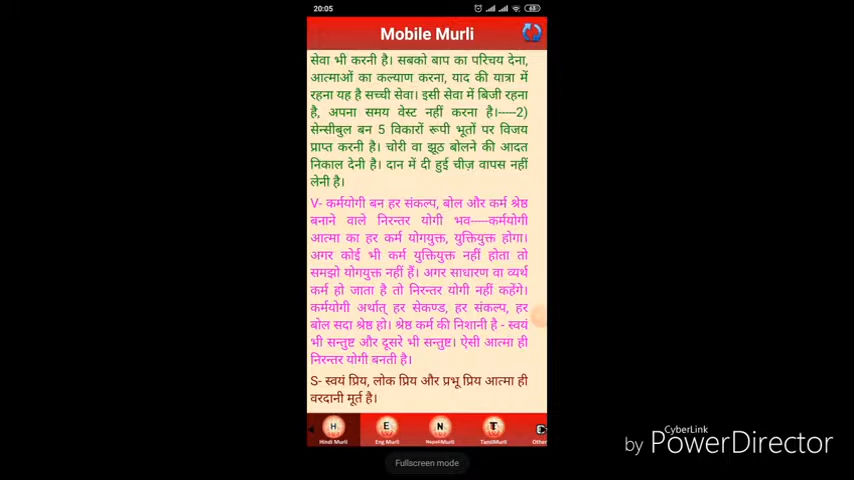 20:05
68
Mobile Murli
सेवा भी करनी है। सबको बाप का परिचय देना,
आत्माओं का कल्याण करना, याद की यात्रा में
रहना यह है सच्ची सेवा। इसी सेवा में बिजी रहना
है, अपना समय वेस्ट नहीं करना है।-----2)
सेन्सीबुल बन 5 विकारों रूपी भूतों पर विजय
प्राप्त करनी है। चोरी वा झूठ बोलने की आदत
निकाल देनी है। दान में दी हुई चीज़ वापस नहीं
लेनी है।
V- कर्मयोगी बन हर संकल्प, बोल और कर्म श्रेष्ठ
बनाने वाले निरन्तर योगी भव-----कर्मयोगी
आत्मा का हर कर्म योगयुक्त, युक्तियुक्त होगा।
अगर कोई भी कर्म युक्तियुक्त नहीं होता तो
समझो योगयुक्त नहीं हैं। अगर साधारण वा व्यर्थ
कर्म हो जाता है तो निरन्तर योगी नहीं कहेंगे।
कर्मयोगी अर्थात् हर सेकण्ड, हर संकल्प, हर
बोल सदा श्रेष्ठ हो। श्रेष्ठ कर्म की निशानी है - स्वयं
भी सन्तुष्ट और दूसरे भी सन्तुष्ट। ऐसी आत्मा ही
निरन्तर योगी बनती है।
S- स्वयं प्रिय, लोक प्रिय और प्रभू प्रिय आत्मा ही
वरदानी मूर्त है।
H E N T
Hindi Murli Eng Murli NepaliMurli TamilMurli Other
Fullscreen mode
CyberLink
by PowerDirector